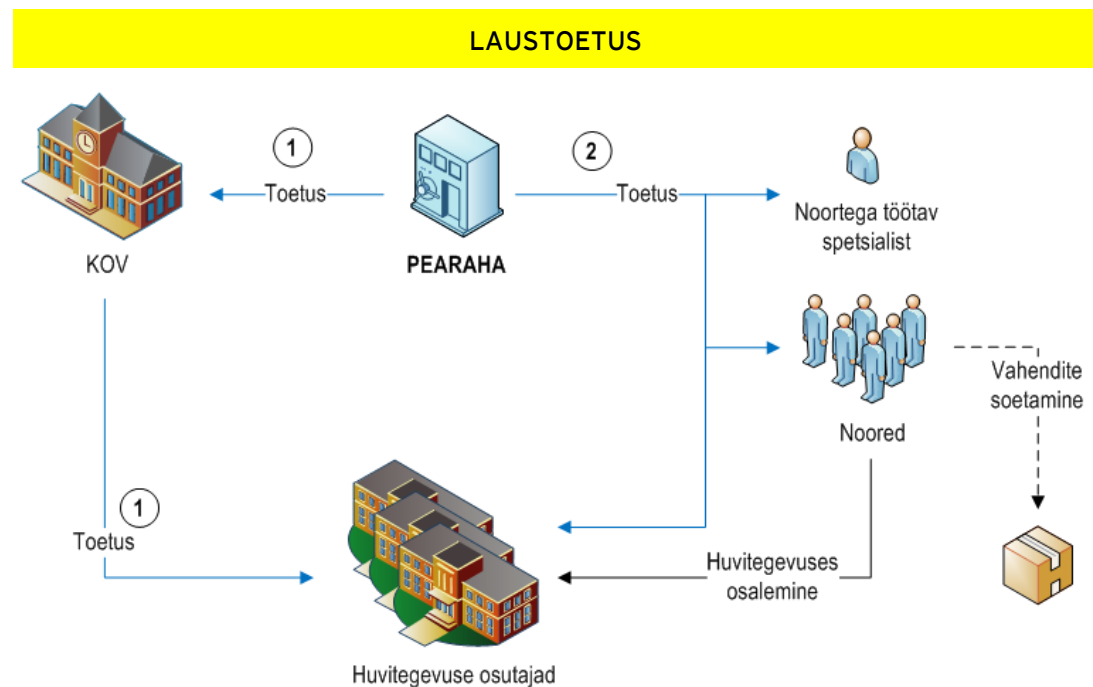 LAUSTOETUS
1
2
Toetus
Toetus
KOV
PEARAHA
Noortega töötav
spetsialist
Vahendite
soetamine
Noored
1
Toetus
Huvitegevuses
osalemine
Huvitegevuse osutajad